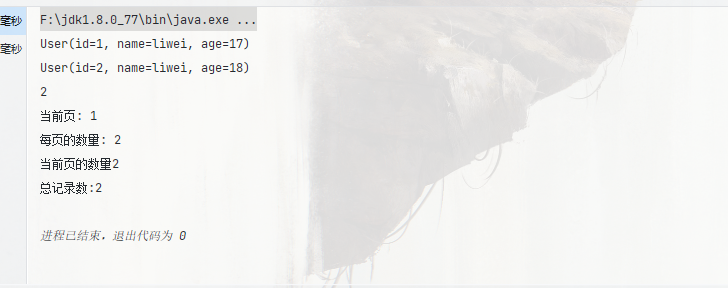 毫秒
毫秒
F:\jdk1.8.0_77\bin\java.exe ...
User(id=1, name=liwei, age=17)
User(id=2, name=liwei, age=18)
2
当前页: 1
每页的数量: 2
当前页的数量2
总记录数:2
进程已结束，退出代码为 0